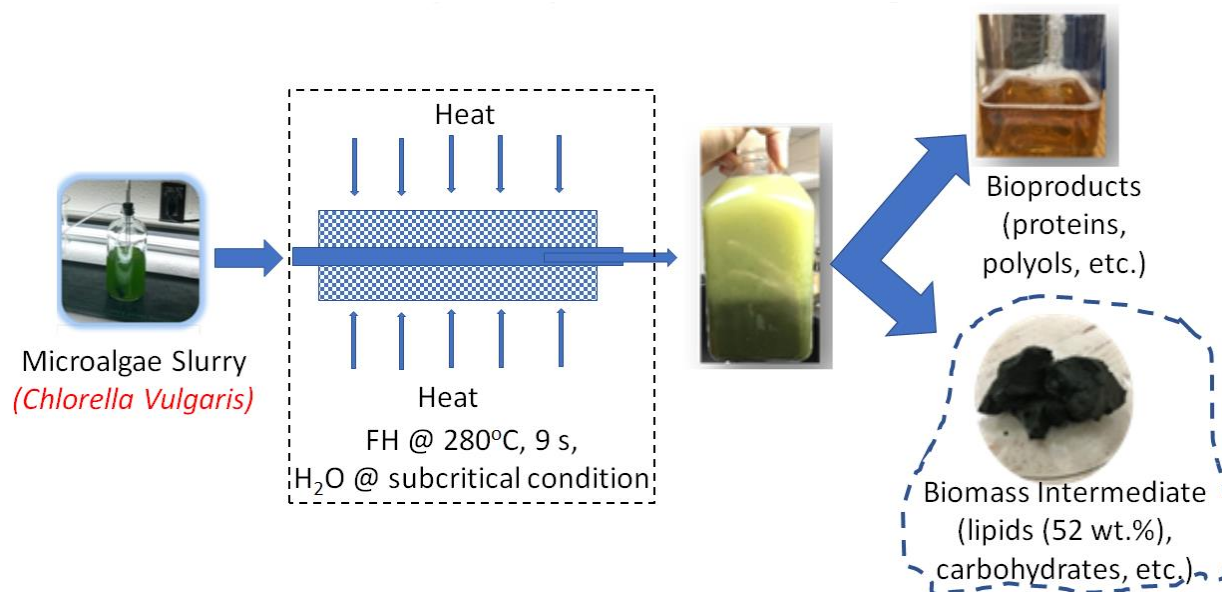 Microalgae Slurry
(Chlorella Vulgaris)
Heat
Heat
FH @ 280°C, 9 s,
H₂O @ subcritical condition
Bioproducts
(proteins,
polyols, etc.)
Biomass Intermediate
(lipids (52 wt.%),
carbohydrates, etc.)